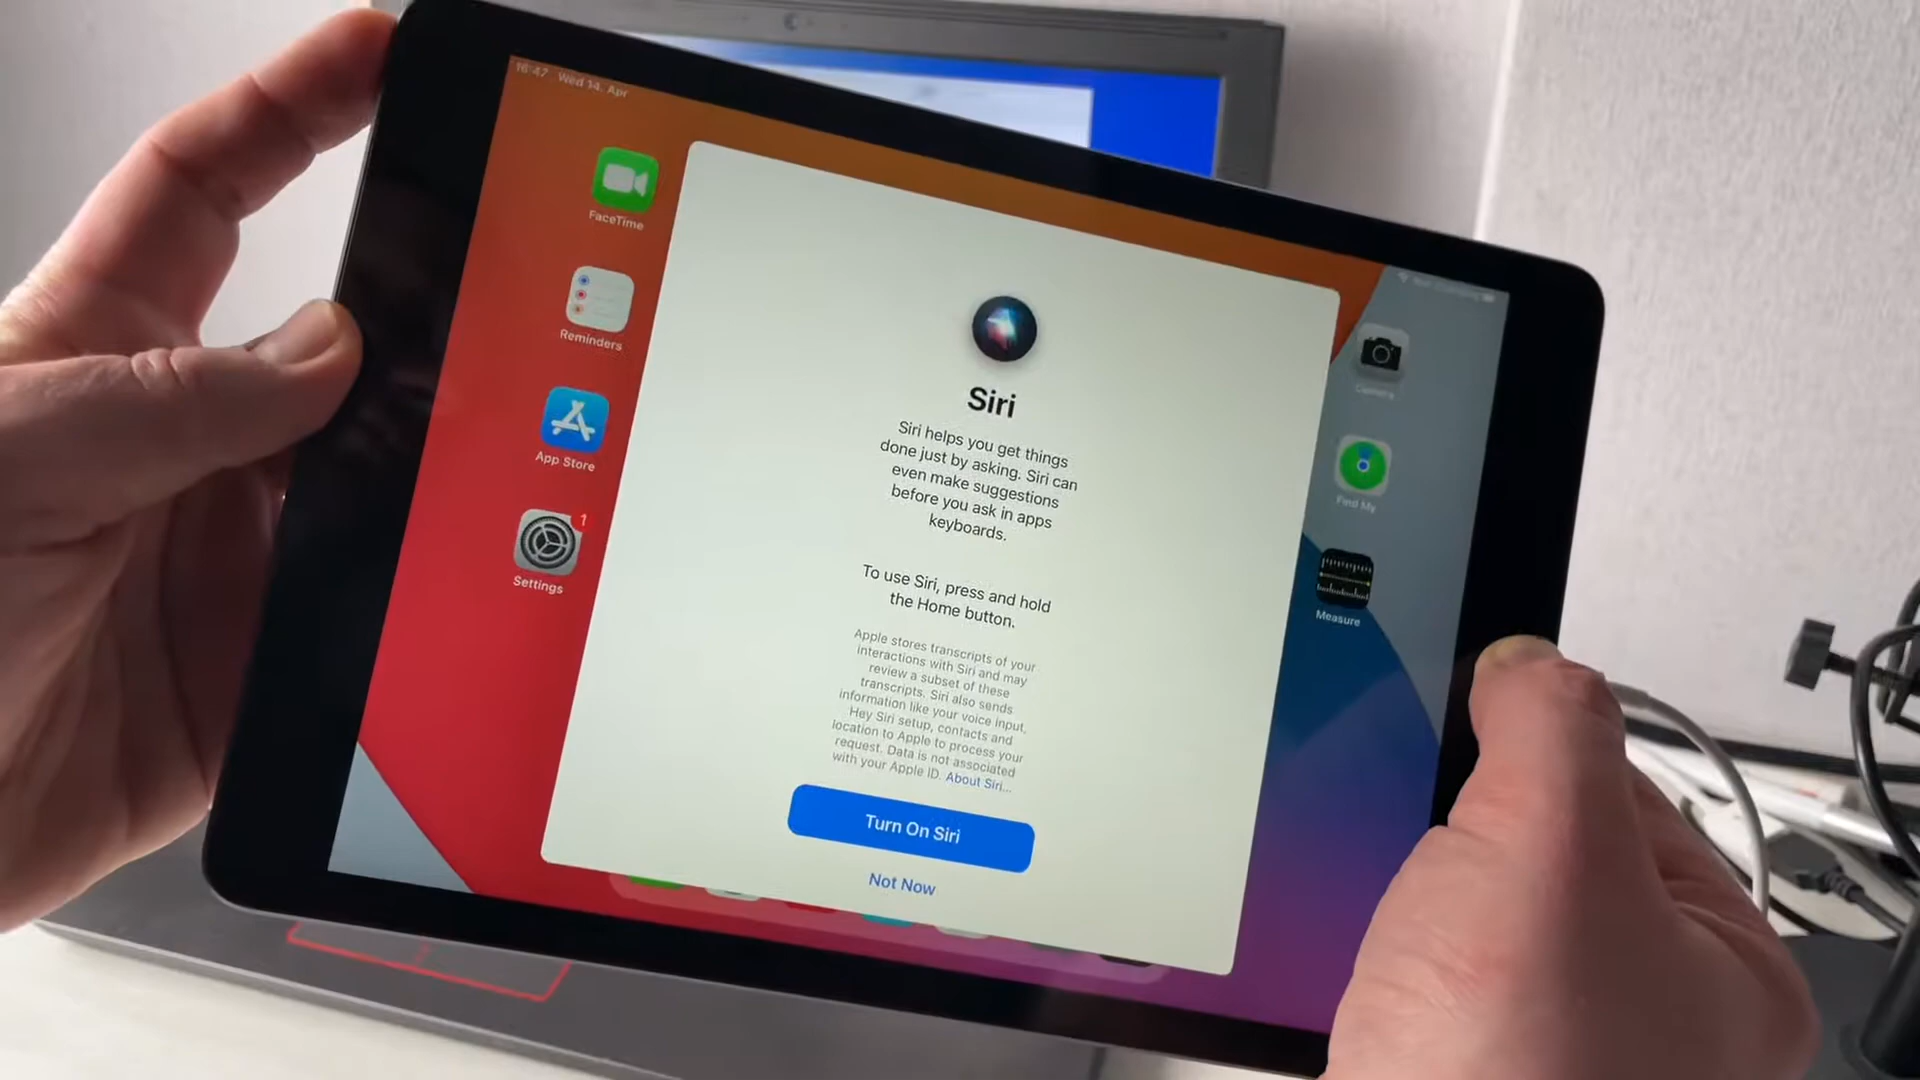 16:47 Wed 14. Apr
FaceTime
Reminders
App Store
1
Settings
Siri
Siri helps you get things
done just by asking. Siri can
even make suggestions
before you ask in apps
keyboards.
To use Siri, press and hold
the Home button.
Apple stores transcripts of your
interactions with Siri and may
review a subset of these
transcripts. Siri also sends
information like your voice input,
Hey Siri setup, contacts and
location to Apple to process your
request. Data is not associated
with your Apple ID. About Siri...
Turn On Siri
Not Now
Camera
Find My
Measure